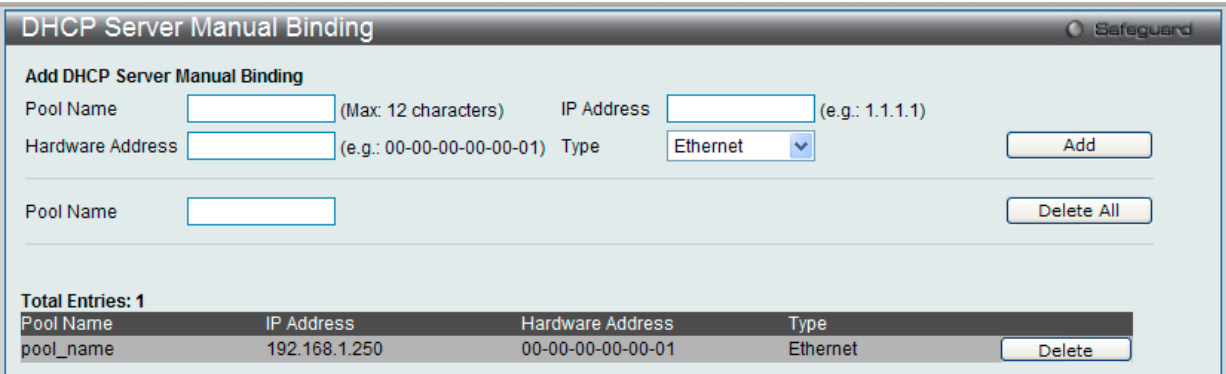 DHCP Server Manual Binding Safeguard
Add DHCP Server Manual Binding
Pool Name (Max: 12 characters) IP Address (e.g.: 1.1.1.1)
Hardware Address (e.g.: 00-00-00-00-00-01) Type Ethernet Add
Pool Name Delete All
Total Entries: 1
Pool Name IP Address Hardware Address Type
pool_name 192.168.1.250 00-00-00-00-00-01 Ethernet Delete